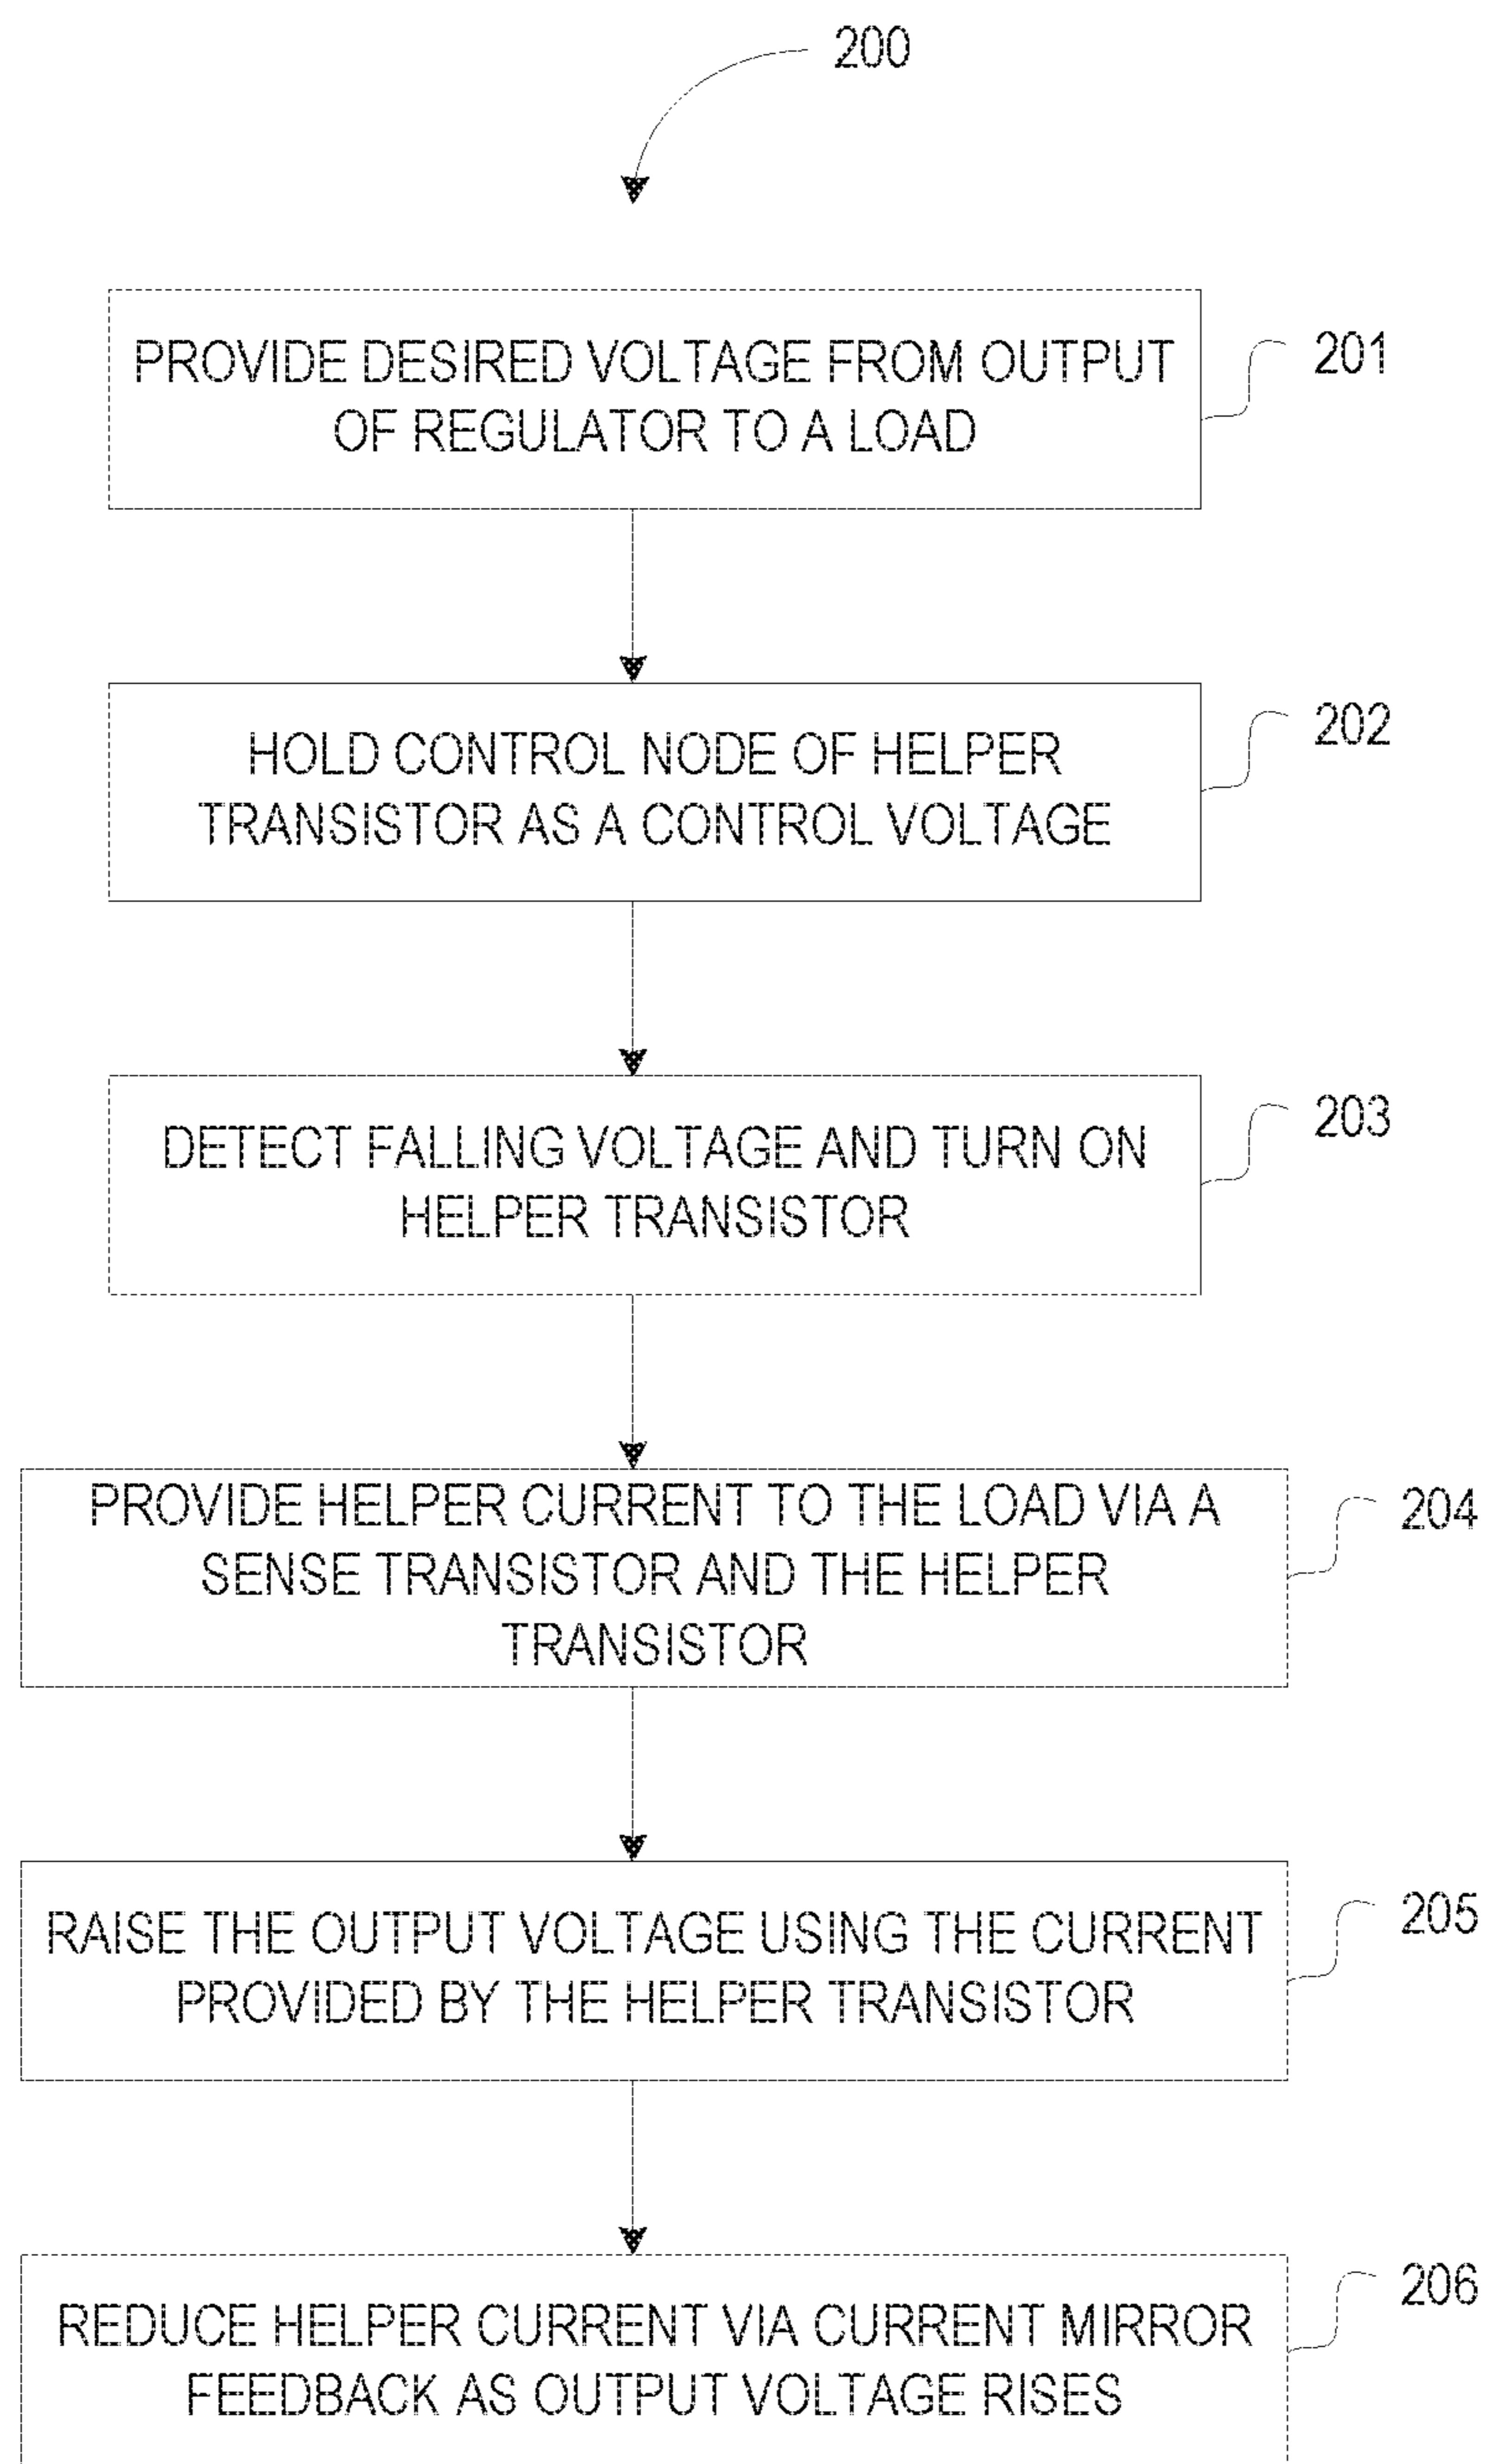 200
PROVIDE DESIRED VOLTAGE FROM OUTPUT
OF REGULATOR TO A LOAD
201
HOLD CONTROL NODE OF HELPER
TRANSISTOR AS A CONTROL VOLTAGE
202
DETECT FALLING VOLTAGE AND TURN ON
HELPER TRANSISTOR
203
PROVIDE HELPER CURRENT TO THE LOAD VIA A
SENSE TRANSISTOR AND THE HELPER
TRANSISTOR
204
RAISE THE OUTPUT VOLTAGE USING THE CURRENT
PROVIDED BY THE HELPER TRANSISTOR
205
REDUCE HELPER CURRENT VIA CURRENT MIRROR
FEEDBACK AS OUTPUT VOLTAGE RISES
206